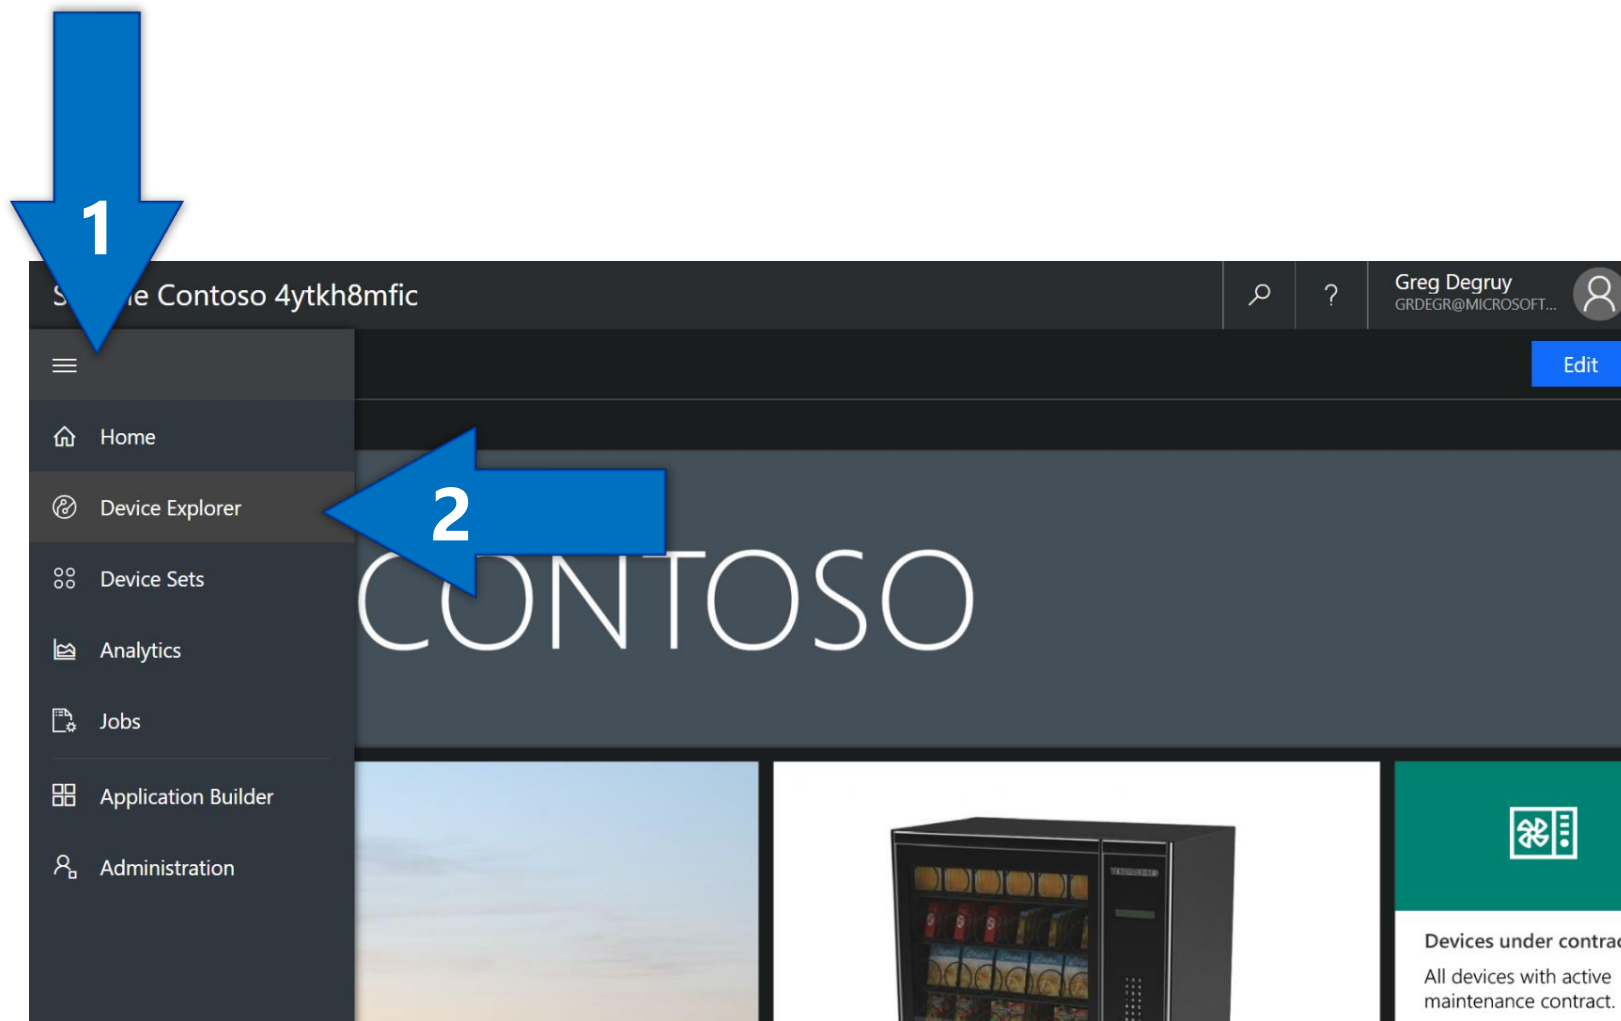 1
Contoso 4ytkh8mfic
?
Greg Degruy
GRDEGR@MICROSOFT...
Edit
Home
Device Explorer
2
Device Sets
Analytics
Jobs
Application Builder
Administration
CONTOSO
VENDMACHINES
Devices under
All devices with active
maintenance contract.